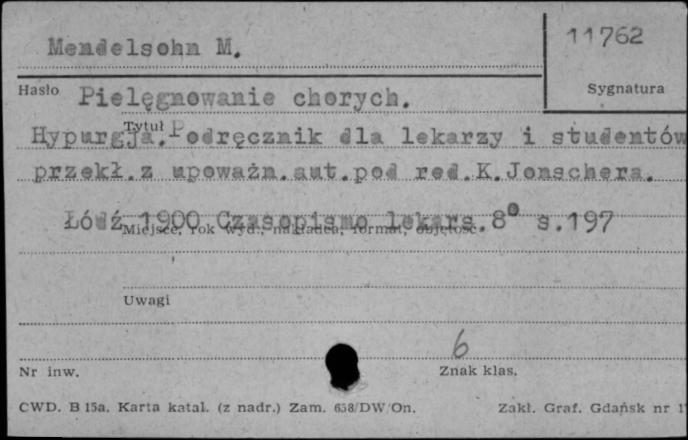 Mendelsohn M.
11762
Hasło
Sygnatura
Pielęgnowanie chorych.
Tytuł
Hypurgja. Podręcznik dla lekarzy i studentów
przekł.z upoważn.aut.pod red.K.Jonschera.
Łódź 1900 Czasopismo lekars.8° s.197
Miejsce, rok wyd., nakładca, format, objętość
Uwagi
6
Nr inw.
Znak klas.
CWD. B 15a. Karta katal. (z nadr.) Zam. 658/DW/On.
Zakł. Graf. Gdańsk nr 1